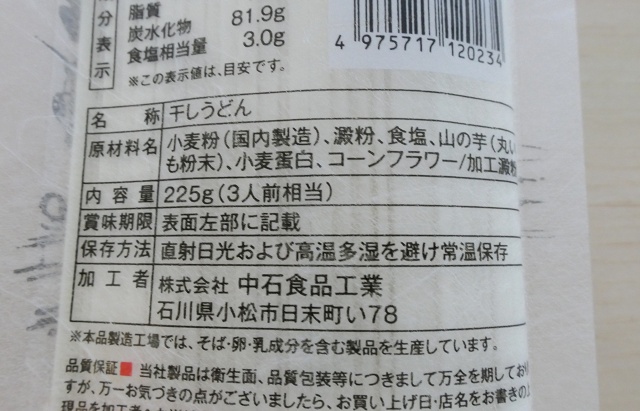 分 脂質
炭水化物 81.9g
表 食塩相当量 3.0g
示 ※この表示値は、目安です。
4 975717 120234
名称 干しうどん
原材料名 小麦粉(国内製造)、澱粉、食塩、山の芋(丸い
も粉末)、小麦蛋白、コーンフラワー/加工澱粉
内容量 225g(3人前相当)
賞味期限 表面左部に記載
保存方法 直射日光および高温多湿を避け常温保存
加工者 株式会社 中石食品工業
石川県小松市日末町い78
※本品製造工場では、そば・卵・乳成分を含む製品を生産しています。
品質保証 ■ 当社製品は衛生面、品質包装等につきまして万全を期してお
すが、万一お気づきの点がございましたら、お買い上げ日・店名をお書きの
現品を加工者